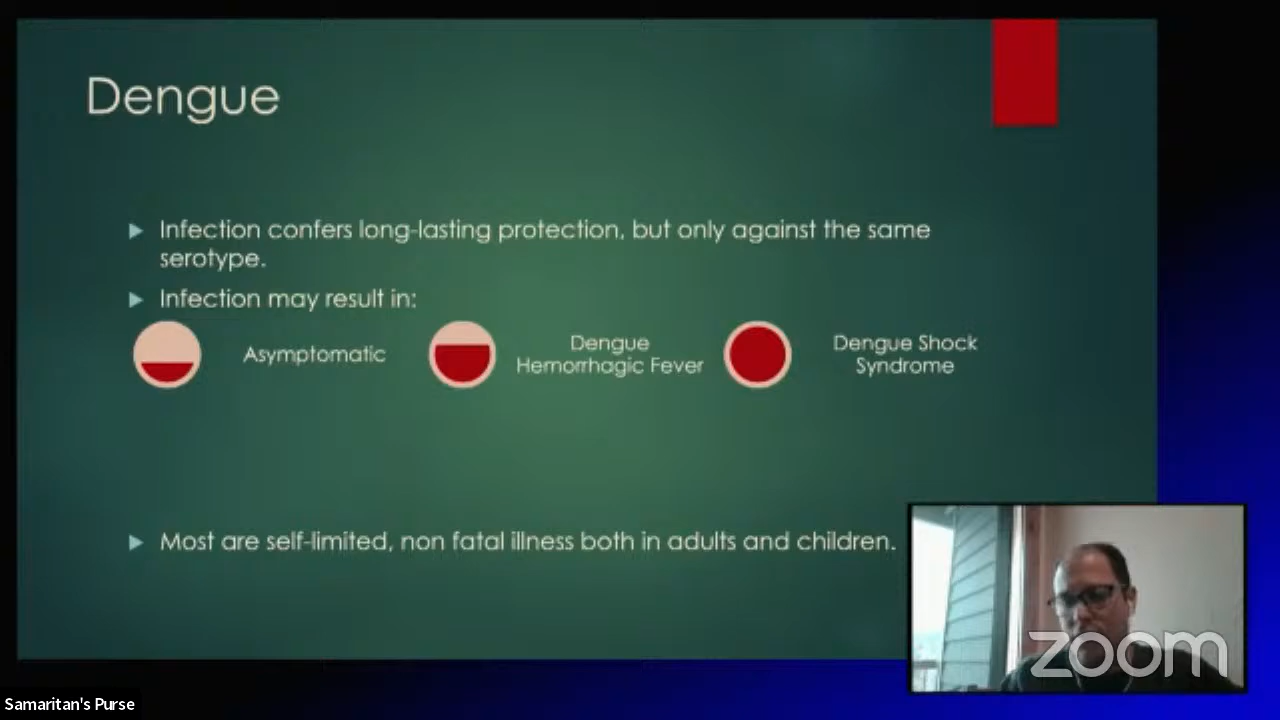 Dengue
Infection confers long-lasting protection, but only against the same
serotype.
Infection may result in:
Asymptomatic
Dengue
Hemorrhagic Fever
Dengue Shock
Syndrome
Most are self-limited, non fatal illness both in adults and children.
zoom
Samaritan's Purse